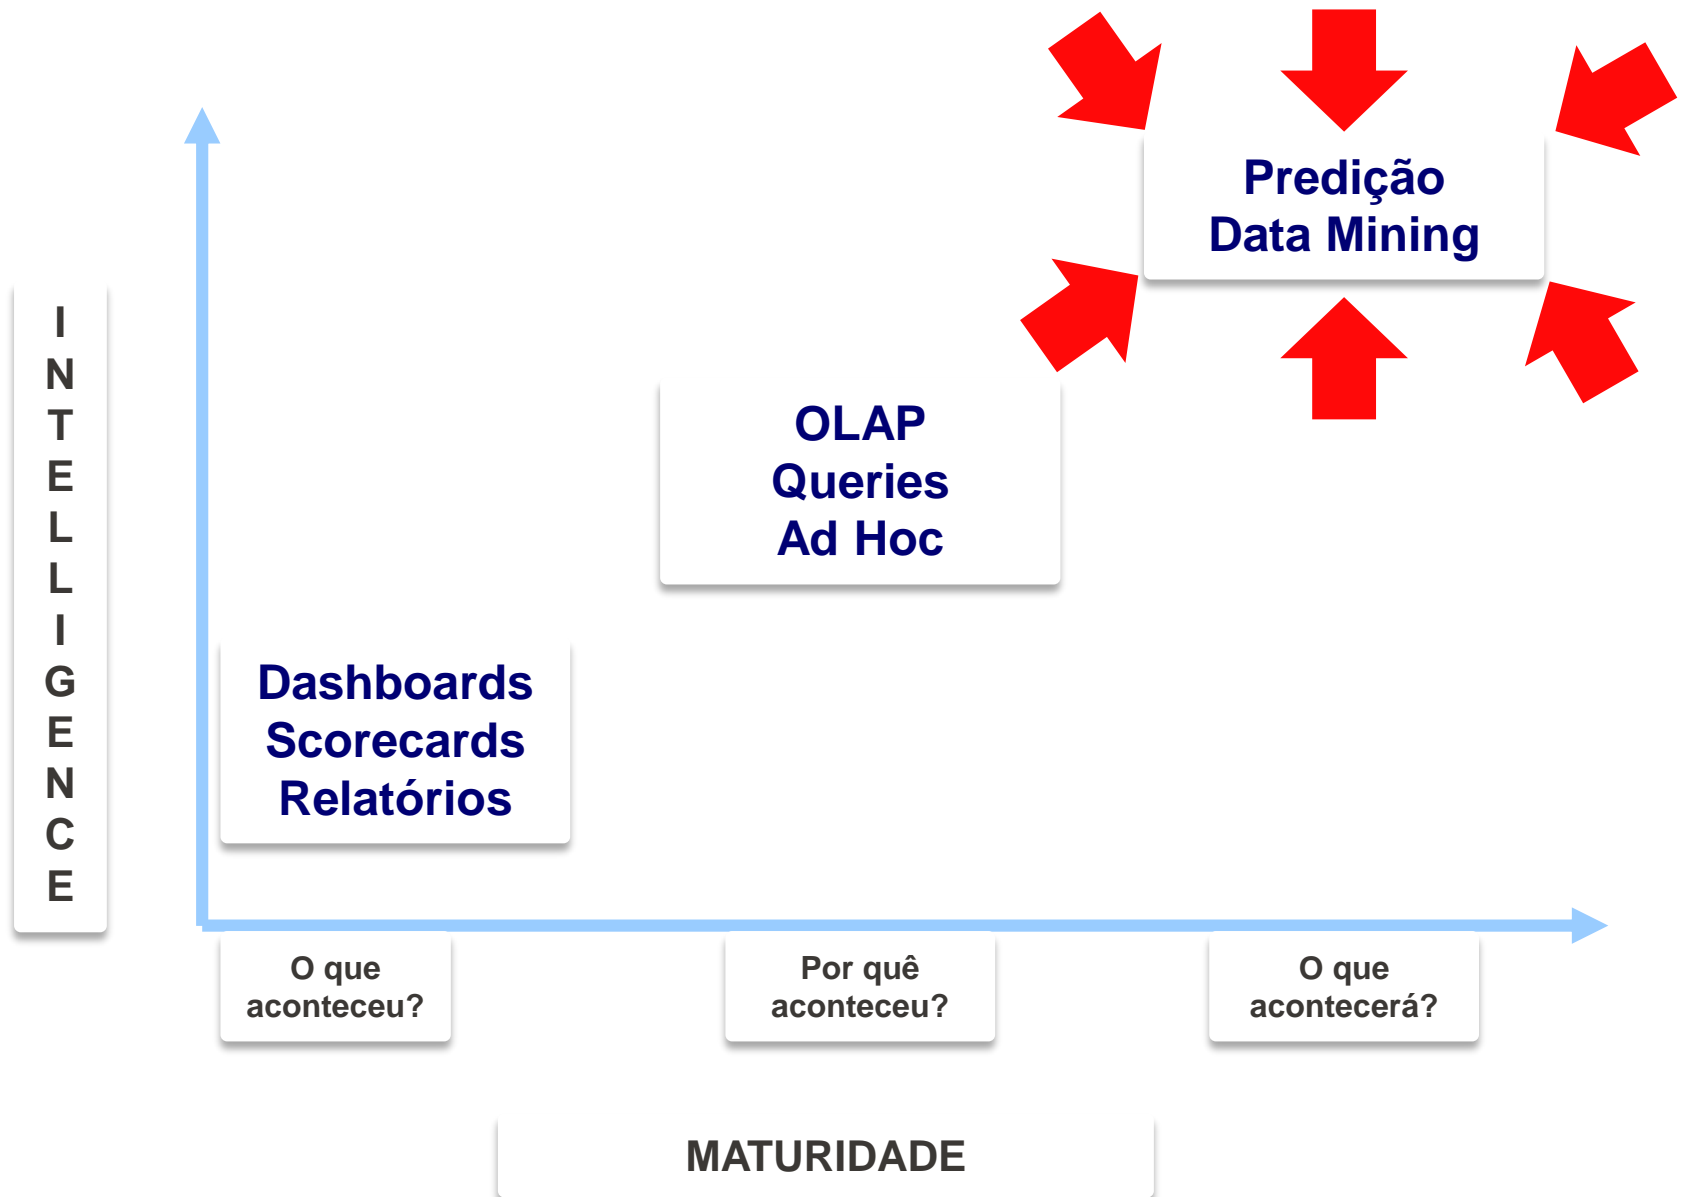 Predição
Data Mining
OLAP
Queries
Ad Hoc
Dashboards
Scorecards
Relatórios
I
N
T
E
L
L
I
G
E
N
C
E
O que
aconteceu?
Por quê
aconteceu?
O que
acontecerá?
MATURIDADE